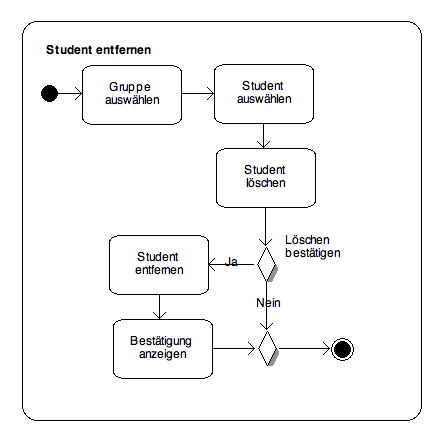 Student entfernen
Gruppe
auswählen
Student
auswählen
Student
löschen
Löschen
bestätigen
Ja
Student
entfernen
Nein
Bestätigung
anzeigen